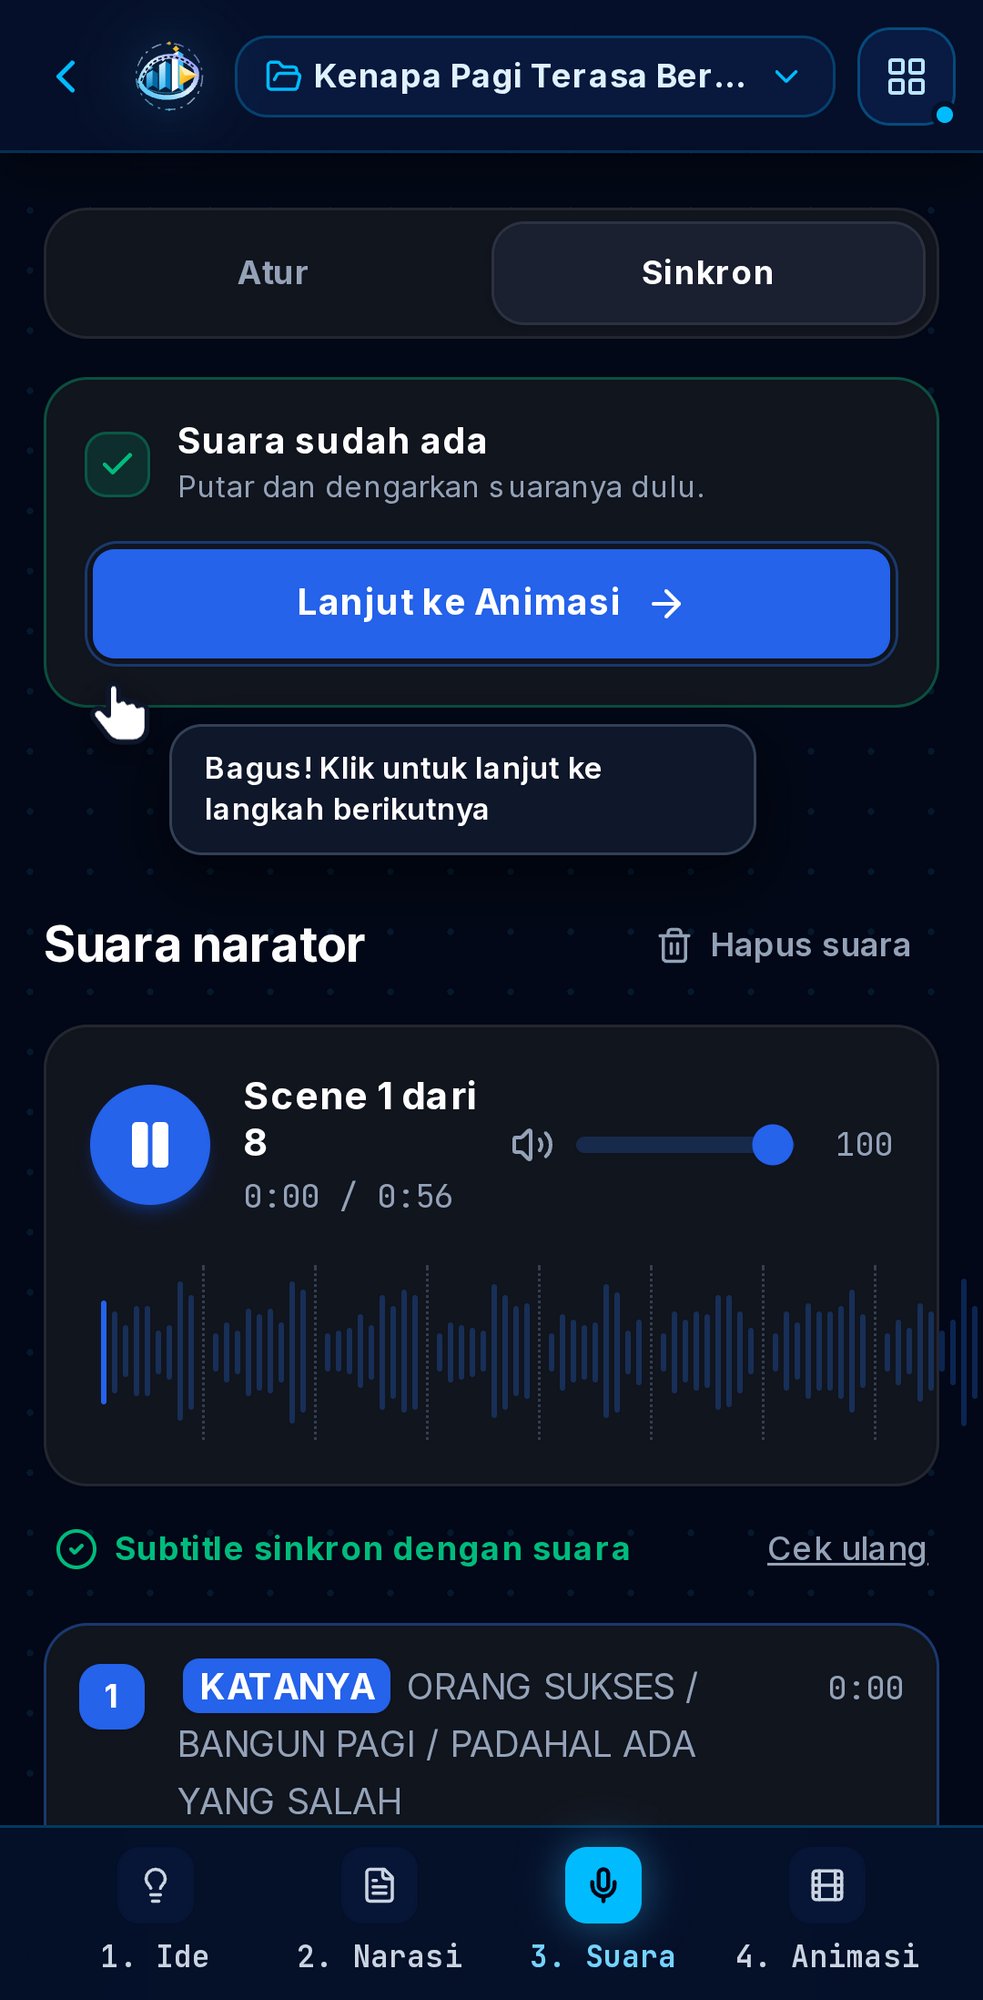 Kenapa Pagi Terasa Ber...
Atur
Sinkron
Suara sudah ada
Putar dan dengarkan suaranya dulu.
Lanjut ke Animasi
Bagus! Klik untuk lanjut ke
langkah berikutnya
Suara narator
Hapus suara
Scene 1 dari
8
0:00 / 0:56
100
Subtitle sinkron dengan suara
Cek ulang
1
KATANYA ORANG SUKSES /
0:00
BANGUN PAGI / PADAHAL ADA
YANG SALAH
1. Ide
2. Narasi
3. Suara
4. Animasi